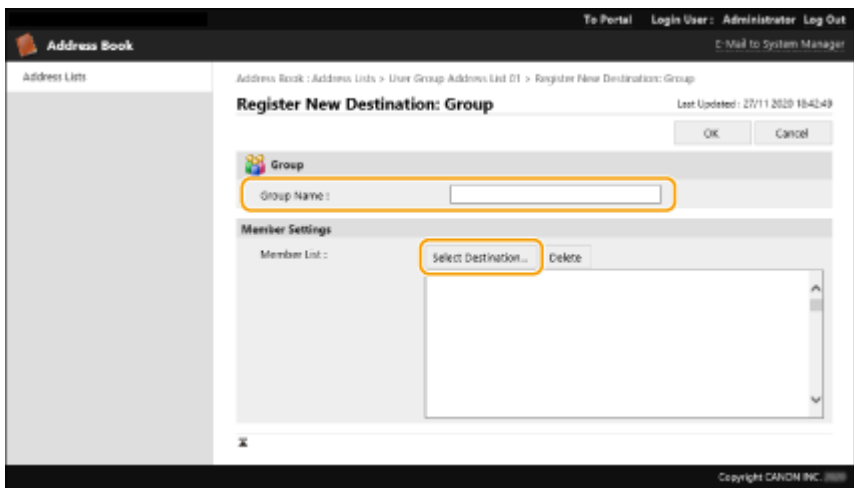 To Portal Login User : Administrator Log Out
Address Book
E-Mail to System Manager
Address Lists
Address Book : Address Lists > User Group Address List 01 > Register New Destination: Group
Register New Destination: Group
Last Updated : 27/11 2020 18:42:49
OK Cancel
Group
Group Name :
Member Settings
Member List :
Select Destination... Delete
Copyright CANON INC.